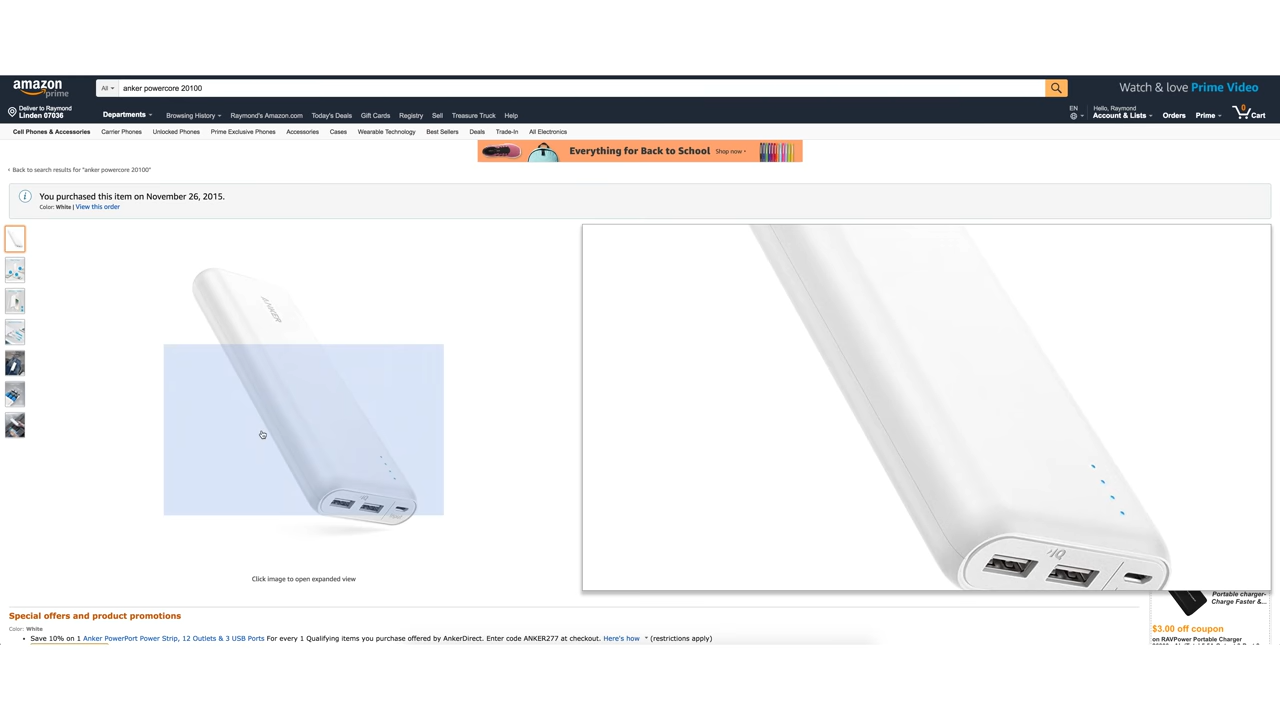 amazon
prime
All
anker powercore 20100
Watch & love Prime Video
Deliver to Raymond
Linden 07036
Departments
Browsing History
Raymond's Amazon.com
Today's Deals
Gift Cards
Registry
Sell
Treasure Truck
Help
EN
Hello, Raymond
Account & Lists
Orders
Prime
0
Cart
Cell Phones & Accessories
Carrier Phones
Unlocked Phones
Prime Exclusive Phones
Accessories
Cases
Wearable Technology
Best Sellers
Deals
Trade-In
All Electronics
Everything for Back to School Shop now
‹ Back to search results for "anker powercore 20100"
You purchased this item on November 26, 2015.
Color: White | View this order
ANKER
IQ
Click image to open expanded view
Portable charger-
Charge Faster &...
Special offers and product promotions
$3.00 off coupon
Color: White
on RAVPower Portable Charger
• Save 10% on 1 Anker PowerPort Power Strip, 12 Outlets & 3 USB Ports For every 1 Qualifying items you purchase offered by AnkerDirect. Enter code ANKER277 at checkout. Here's how (restrictions apply)